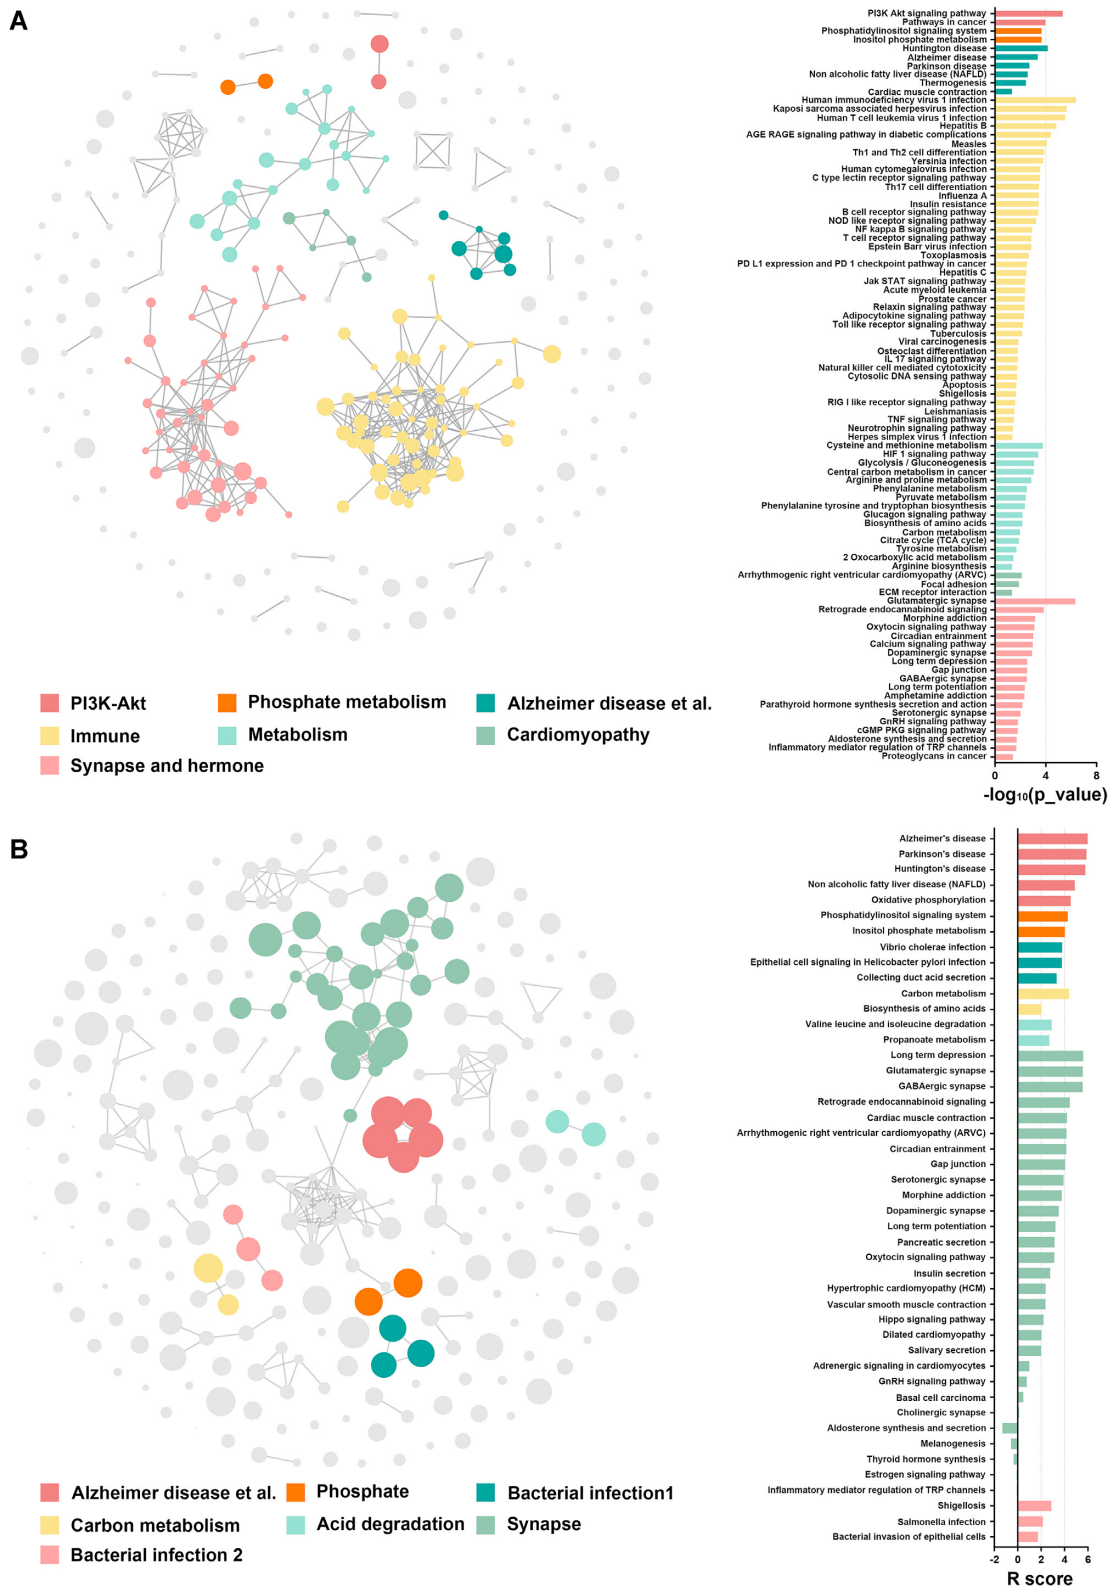 A
PI3K Akt signaling pathway
Pathways in cancer
Phosphatidylinositol signaling system
Inositol phosphate metabolism
Huntington disease
Alzheimer disease
Parkinson disease
Non alcoholic fatty liver disease (NAFLD)
Thermogenesis
Cardiac muscle contraction
Human immunodeficiency virus 1 infection
Kaposi sarcoma associated herpesvirus infection
Human T cell leukemia virus 1 infection
Hepatitis B
AGE RAGE signaling pathway in diabetic complications
Measles
Th1 and Th2 cell differentiation
Yersinia infection
Human cytomegalovirus infection
C type lectin receptor signaling pathway
Th17 cell differentiation
Influenza A
Insulin resistance
B cell receptor signaling pathway
NOD like receptor signaling pathway
NF kappa B signaling pathway
T cell receptor signaling pathway
Epstein Barr virus infection
Toxoplasmosis
PD L1 expression and PD 1 checkpoint pathway in cancer
Hepatitis C
Jak STAT signaling pathway
Acute myeloid leukemia
Prostate cancer
Relaxin signaling pathway
Adipocytokine signaling pathway
Toll like receptor signaling pathway
Tuberculosis
Viral carcinogenesis
Osteoclast differentiation
IL 17 signaling pathway
Natural killer cell mediated cytotoxicity
Cytosolic DNA sensing pathway
Apoptosis
Shigellosis
RIG I like receptor signaling pathway
Leishmaniasis
TNF signaling pathway
Neurotrophin signaling pathway
Herpes simplex virus 1 infection
Cysteine and methionine metabolism
HIF 1 signaling pathway
Glycolysis / Gluconeogenesis
Central carbon metabolism in cancer
Arginine and proline metabolism
Phenylalanine metabolism
Pyruvate metabolism
Phenylalanine tyrosine and tryptophan biosynthesis
Glucagon signaling pathway
Biosynthesis of amino acids
Carbon metabolism
Citrate cycle (TCA cycle)
Tyrosine metabolism
2 Oxocarboxylic acid metabolism
Arginine biosynthesis
Arrhythmogenic right ventricular cardiomyopathy (ARVC)
Focal adhesion
ECM receptor interaction
Glutamatergic synapse
Retrograde endocannabinoid signaling
Morphine addiction
Oxytocin signaling pathway
Circadian entrainment
Calcium signaling pathway
Dopaminergic synapse
Long term depression
Gap junction
GABAergic synapse
Long term potentiation
Amphetamine addiction
Parathyroid hormone synthesis secretion and action
Serotonergic synapse
GnRH signaling pathway
cGMP PKG signaling pathway
Aldosterone synthesis and secretion
Inflammatory mediator regulation of TRP channels
Proteoglycans in cancer
0 4 8
-log₁₀(p_value)
PI3K-Akt
Phosphate metabolism
Alzheimer disease et al.
Immune
Metabolism
Cardiomyopathy
Synapse and hermone
B
Alzheimer's disease
Parkinson's disease
Huntington's disease
Non alcoholic fatty liver disease (NAFLD)
Oxidative phosphorylation
Phosphatidylinositol signaling system
Inositol phosphate metabolism
Vibrio cholerae infection
Epithelial cell signaling in Helicobacter pylori infection
Collecting duct acid secretion
Carbon metabolism
Biosynthesis of amino acids
Valine leucine and isoleucine degradation
Propanoate metabolism
Long term depression
Glutamatergic synapse
GABAergic synapse
Retrograde endocannabinoid signaling
Cardiac muscle contraction
Arrhythmogenic right ventricular cardiomyopathy (ARVC)
Circadian entrainment
Gap junction
Serotonergic synapse
Morphine addiction
Dopaminergic synapse
Long term potentiation
Pancreatic secretion
Oxytocin signaling pathway
Insulin secretion
Hypertrophic cardiomyopathy (HCM)
Vascular smooth muscle contraction
Hippo signaling pathway
Dilated cardiomyopathy
Salivary secretion
Adrenergic signaling in cardiomyocytes
GnRH signaling pathway
Basal cell carcinoma
Cholinergic synapse
Aldosterone synthesis and secretion
Melanogenesis
Thyroid hormone synthesis
Estrogen signaling pathway
Inflammatory mediator regulation of TRP channels
Shigellosis
Salmonella infection
Bacterial invasion of epithelial cells
-2 0 2 4 6
R score
Alzheimer disease et al.
Phosphate
Bacterial infection1
Carbon metabolism
Acid degradation
Synapse
Bacterial infection 2